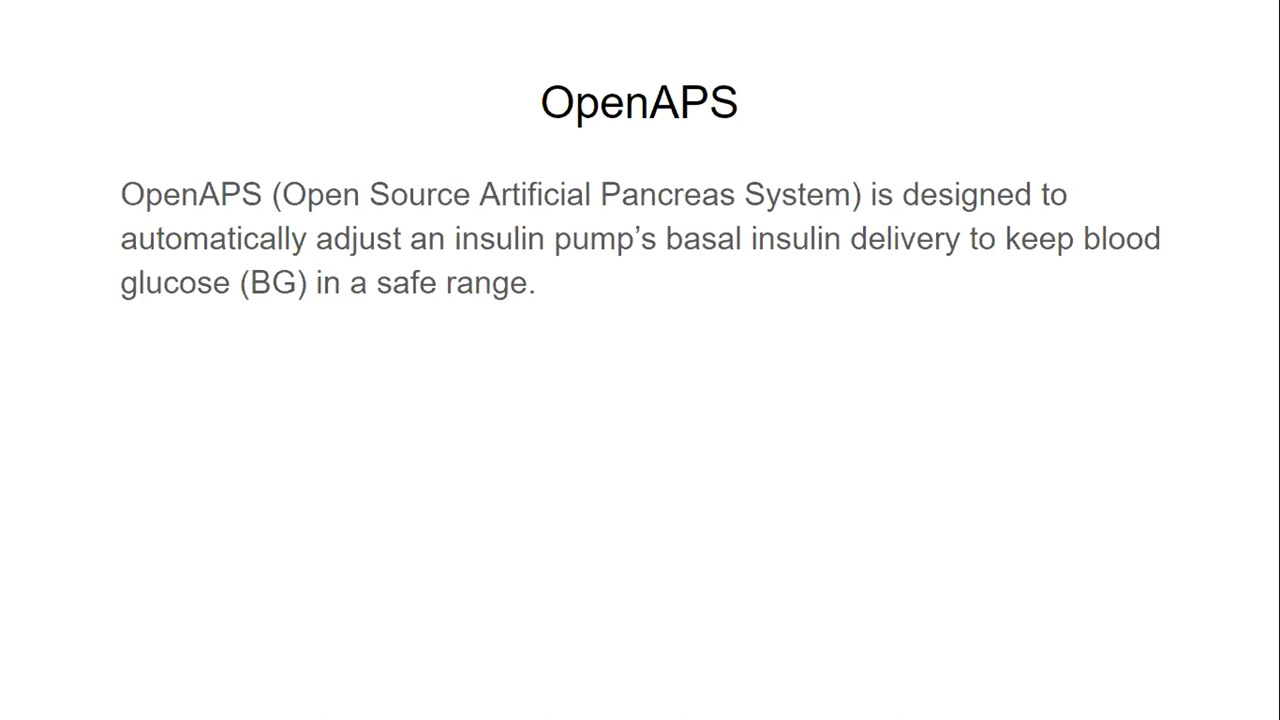 OpenAPS
OpenAPS (Open Source Artificial Pancreas System) is designed to
automatically adjust an insulin pump’s basal insulin delivery to keep blood
glucose (BG) in a safe range.